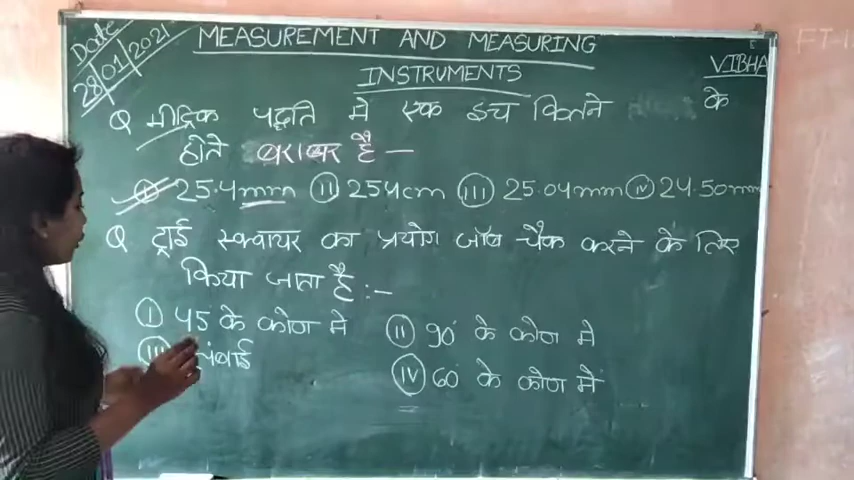 Date
28/01/2021
MEASUREMENT AND MEASURING
INSTRUMENTS
VIBHA
Q मीट्रिक पद्धति मे एक इंच कितने के
होते बराबर है —
I 25.4mm II 254cm III 25.04mm IV 24.50mm
Q ट्राई स्क्वायर का प्रयोग जॉब चैक करने के लिए
किया जाता है :-
I 45° के कोण मे II 90° के कोण मे
III लंबाई IV 60° के कोण में